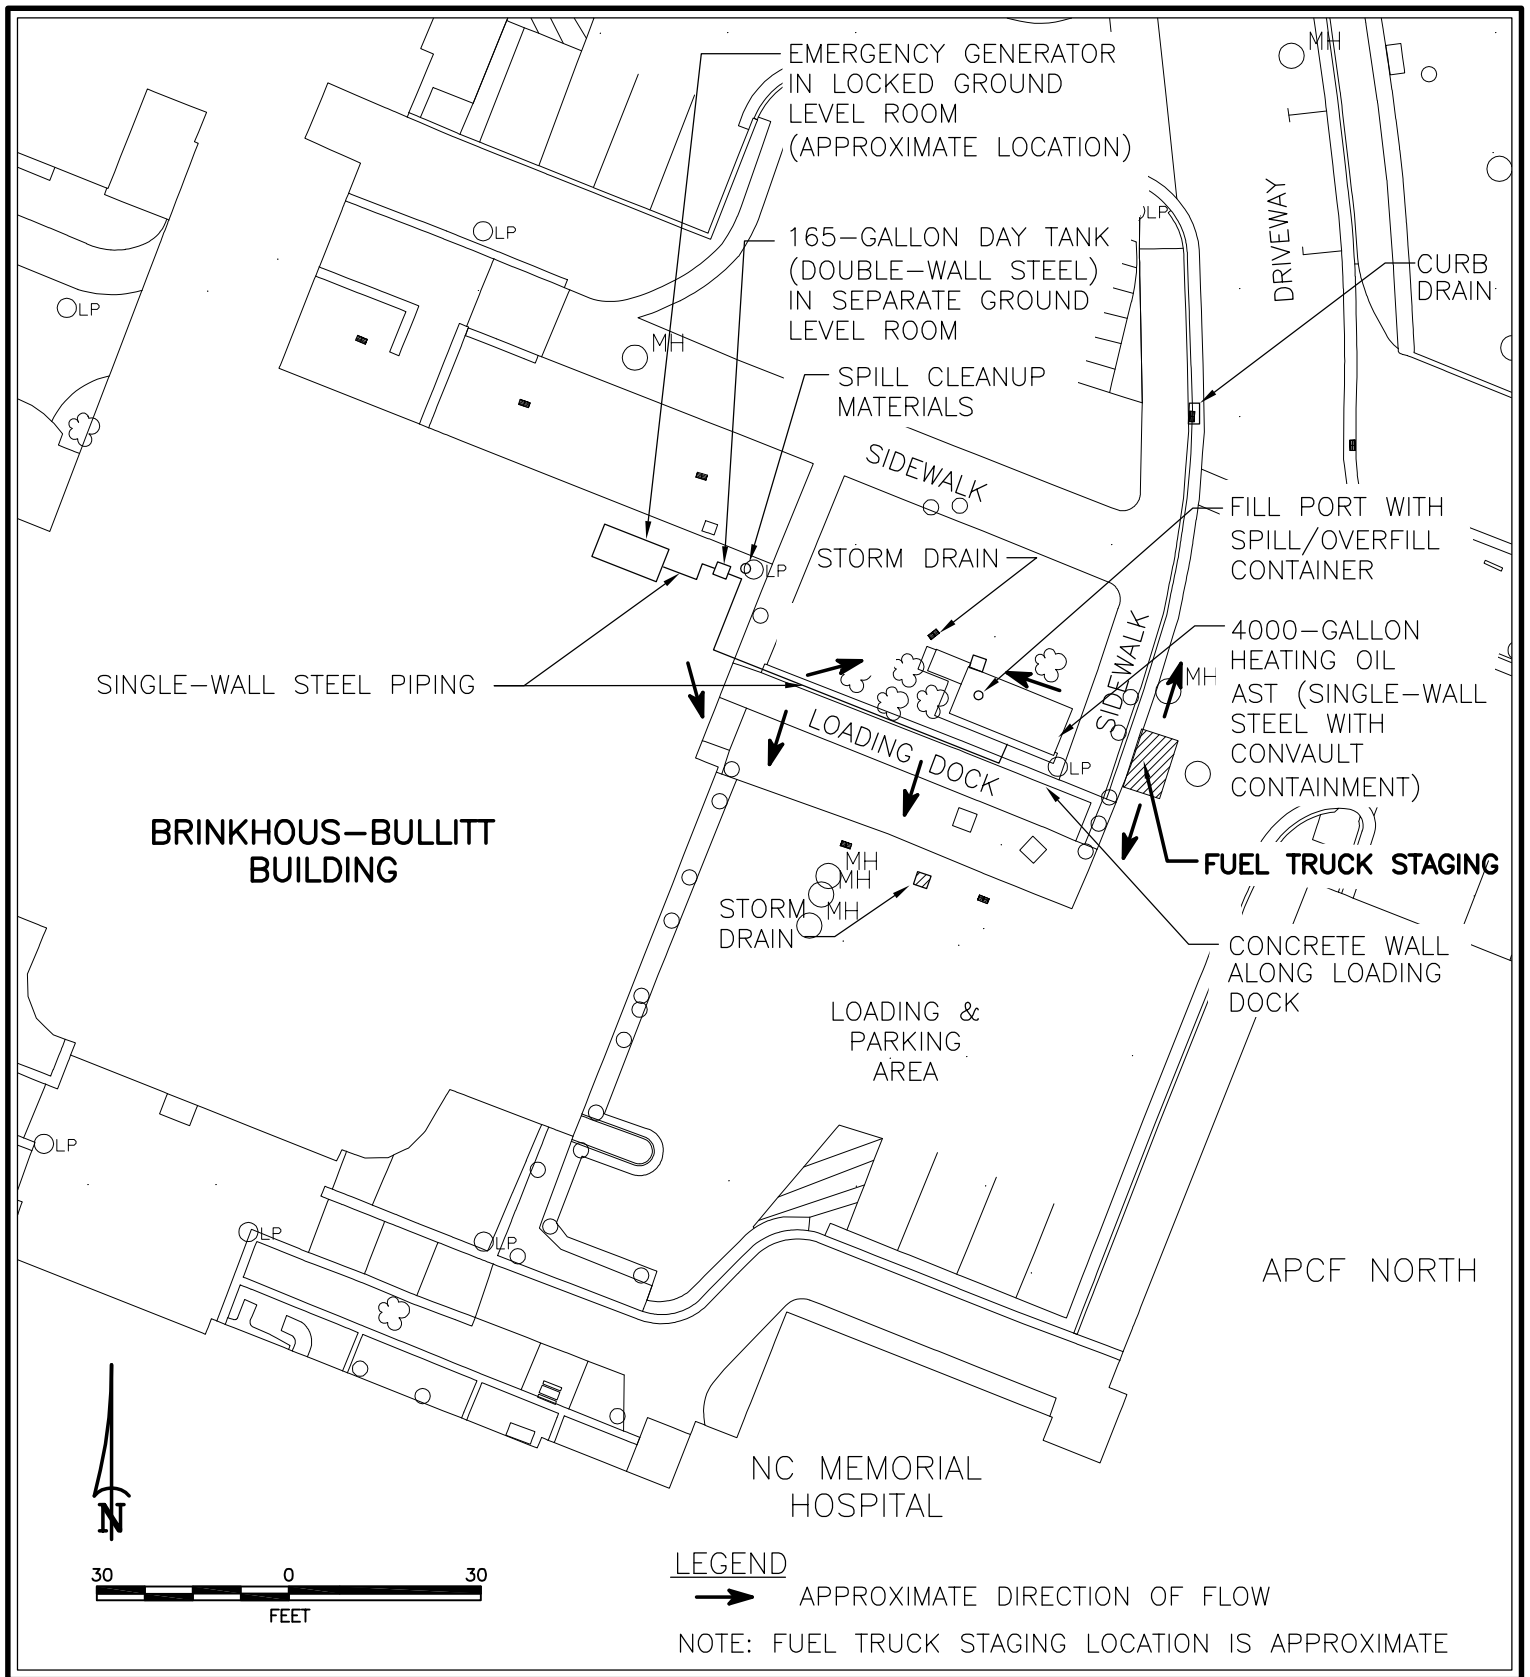 EMERGENCY GENERATOR
IN LOCKED GROUND
LEVEL ROOM
(APPROXIMATE LOCATION)
MH
LP
DRIVEWAY
LP
165-GALLON DAY TANK
(DOUBLE-WALL STEEL)
IN SEPARATE GROUND
LEVEL ROOM
CURB
DRAIN
LP
MH
SPILL CLEANUP
MATERIALS
SIDEWALK
FILL PORT WITH
SPILL/OVERFILL
CONTAINER
STORM DRAIN
LP
4000-GALLON
HEATING OIL
AST (SINGLE-WALL
STEEL WITH
CONVAULT
CONTAINMENT)
SIDEWALK
MH
SINGLE-WALL STEEL PIPING
LOADING DOCK
LP
BRINKHOUS-BULLITT
BUILDING
FUEL TRUCK STAGING
MH
MH
MH
STORM
DRAIN
CONCRETE WALL
ALONG LOADING
DOCK
LOADING &
PARKING
AREA
LP
LP
LP
APCF NORTH
NC MEMORIAL
HOSPITAL
N
30 0 30
FEET
LEGEND
APPROXIMATE DIRECTION OF FLOW
NOTE: FUEL TRUCK STAGING LOCATION IS APPROXIMATE